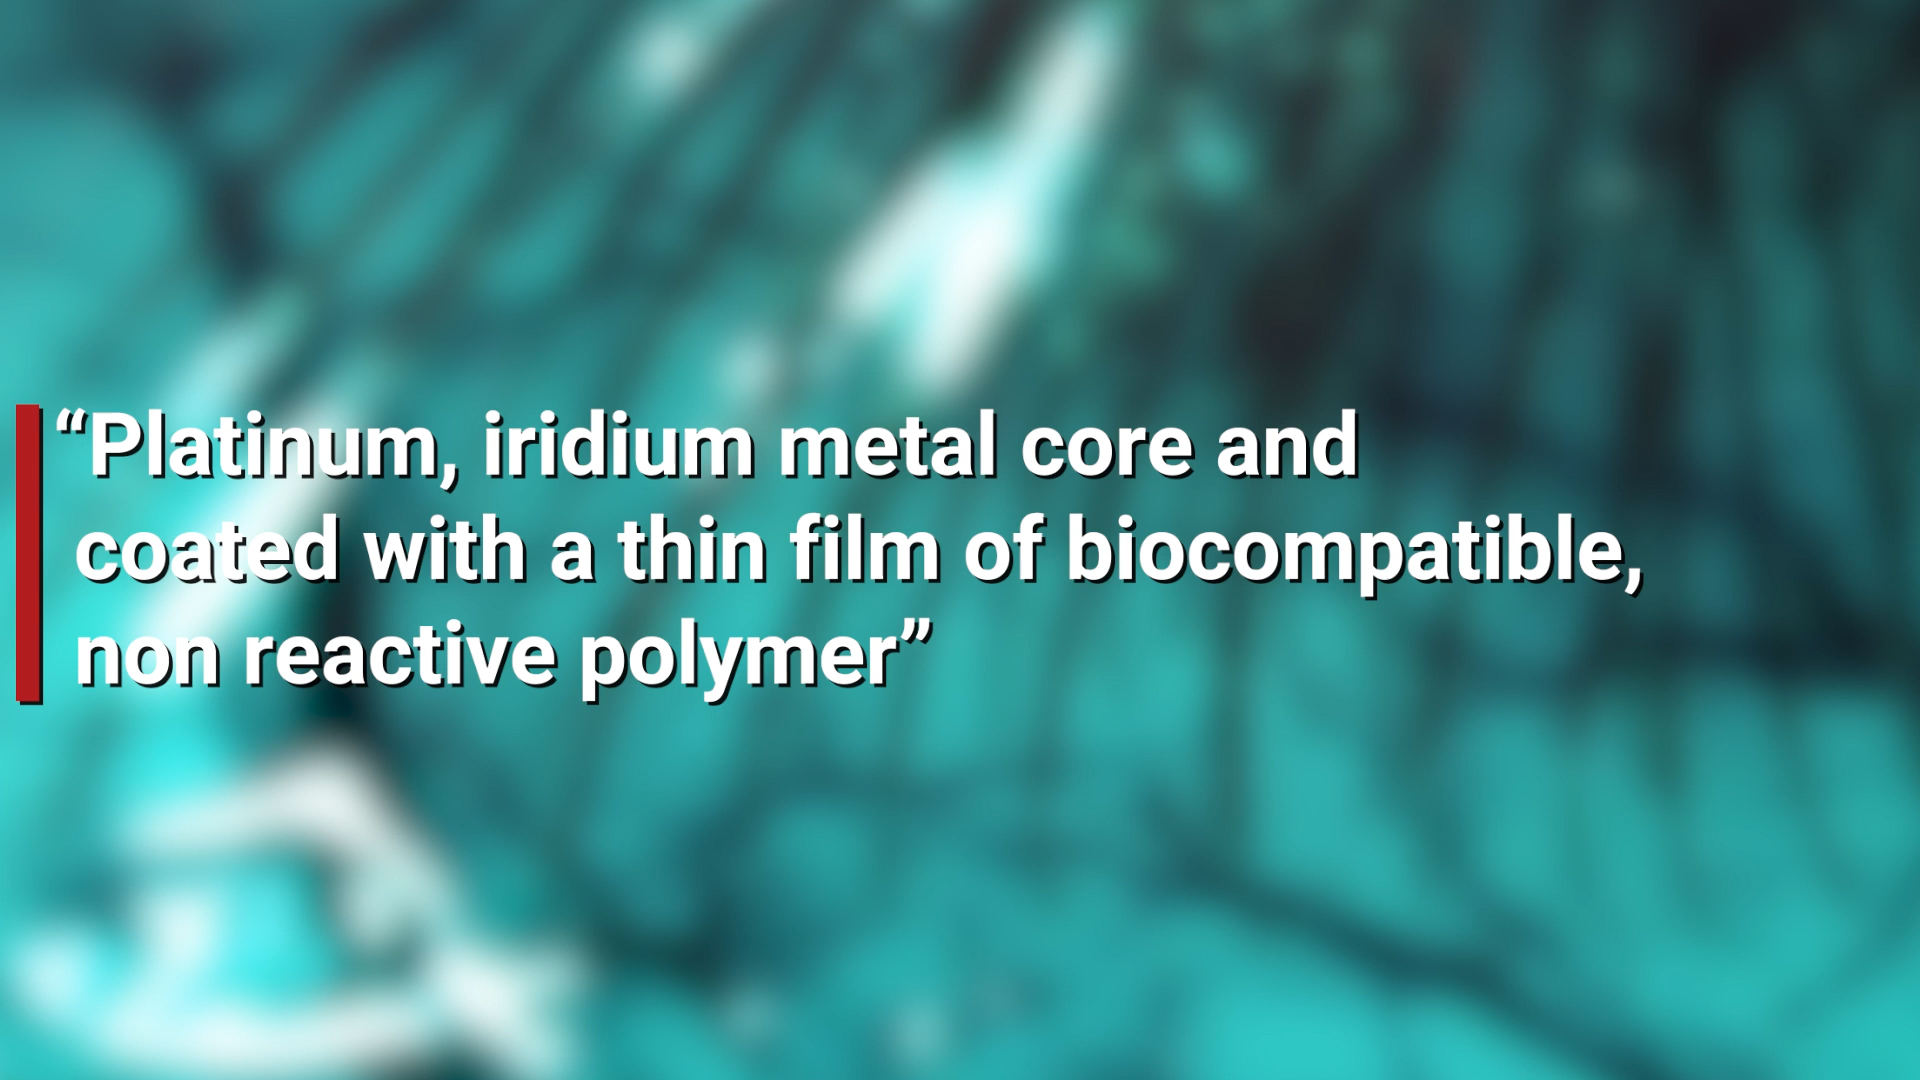 “Platinum, iridium metal core and
coated with a thin film of biocompatible,
non reactive polymer”